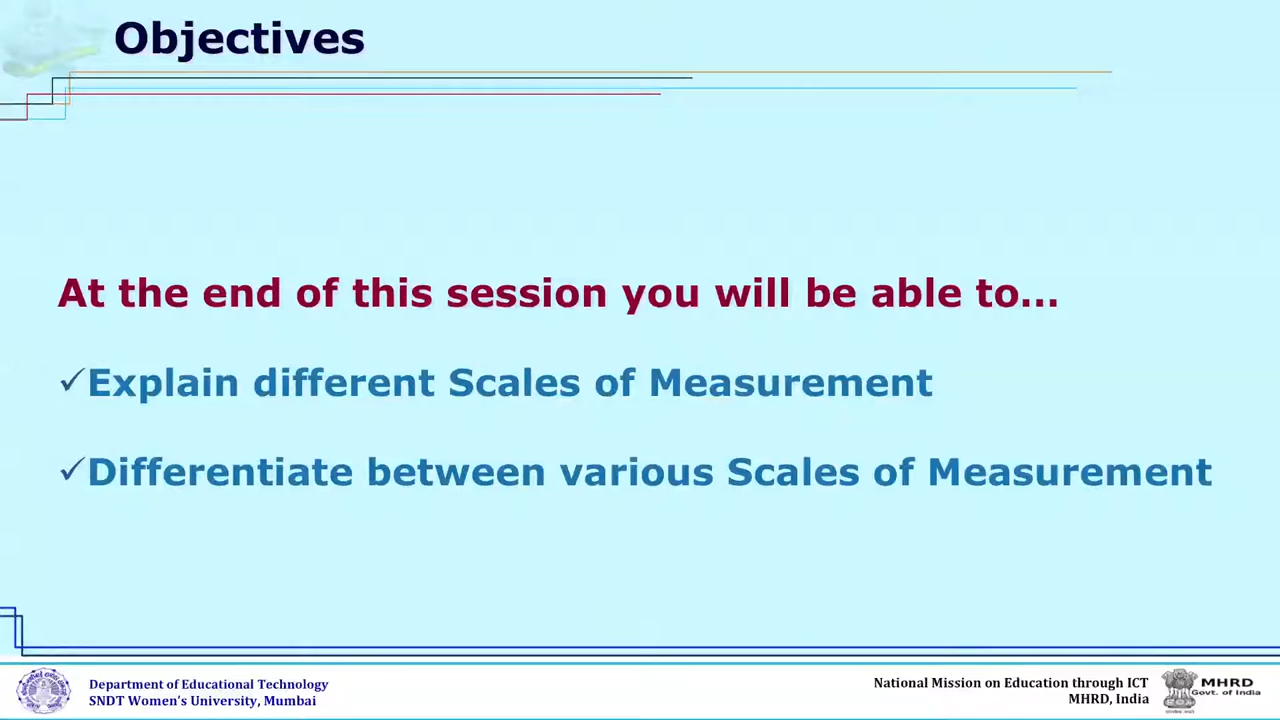 Objectives
At the end of this session you will be able to…
✓Explain different Scales of Measurement
✓Differentiate between various Scales of Measurement
Department of Educational Technology
SNDT Women's University, Mumbai
National Mission on Education through ICT
MHRD, India
MHRD
Govt. of India